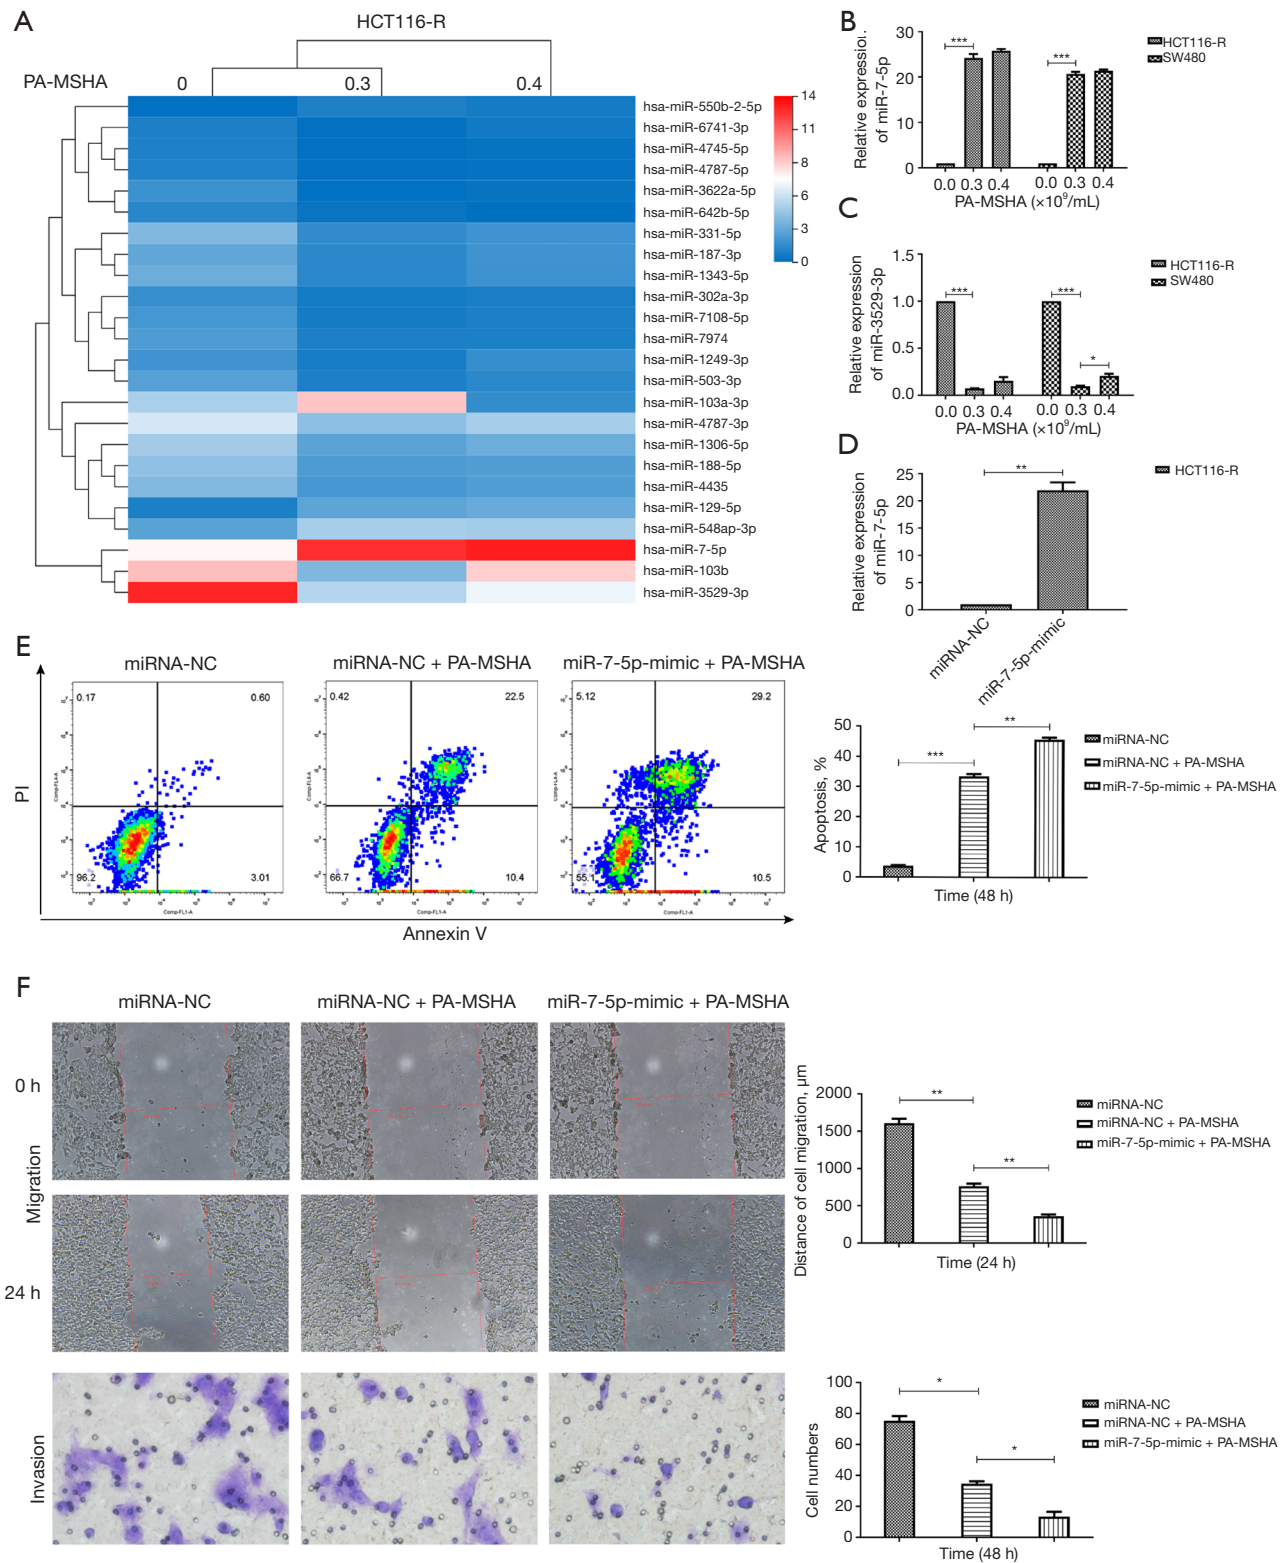 A
HCT116-R
PA-MSHA
0 0.3 0.4
hsa-miR-550b-2-5p
hsa-miR-6741-3p
hsa-miR-4745-5p
hsa-miR-4787-5p
hsa-miR-3622a-5p
hsa-miR-642b-5p
hsa-miR-331-5p
hsa-miR-187-3p
hsa-miR-1343-5p
hsa-miR-302a-3p
hsa-miR-7108-5p
hsa-miR-7974
hsa-miR-1249-3p
hsa-miR-503-3p
hsa-miR-103a-3p
hsa-miR-4787-3p
hsa-miR-1306-5p
hsa-miR-188-5p
hsa-miR-4435
hsa-miR-129-5p
hsa-miR-548ap-3p
hsa-miR-7-5p
hsa-miR-103b
hsa-miR-3529-3p
14
11
8
6
3
0
B
Relative expression.
of miR-7-5p
30
20
10
0
***
***
HCT116-R
SW480
0.0 0.3 0.4 0.0 0.3 0.4
PA-MSHA (×10⁹/mL)
C
Relative expression
of miR-3529-3p
1.5
1.0
0.5
0.0
***
***
*
HCT116-R
SW480
0.0 0.3 0.4 0.0 0.3 0.4
PA-MSHA (×10⁹/mL)
D
Relative expression
of miR-7-5p
25
20
15
10
5
0
**
HCT116-R
miRNA-NC
miR-7-5p-mimic
E
miRNA-NC
miRNA-NC + PA-MSHA
miR-7-5p-mimic + PA-MSHA
PI
0.17 0.60
96.2 3.01
0.42 22.5
66.7 10.4
5.12 29.2
55.1 10.5
Comp-FL1-A
Comp-FL1-A
Comp-FL1-A
Annexin V
Apoptosis, %
50
40
30
20
10
0
***
**
miRNA-NC
miRNA-NC + PA-MSHA
miR-7-5p-mimic + PA-MSHA
Time (48 h)
F
miRNA-NC
miRNA-NC + PA-MSHA
miR-7-5p-mimic + PA-MSHA
0 h
Migration
24 h
Invasion
Distance of cell migration, µm
2000
1500
1000
500
0
**
**
miRNA-NC
miRNA-NC + PA-MSHA
miR-7-5p-mimic + PA-MSHA
Time (24 h)
Cell numbers
100
80
60
40
20
0
*
*
miRNA-NC
miRNA-NC + PA-MSHA
miR-7-5p-mimic + PA-MSHA
Time (48 h)